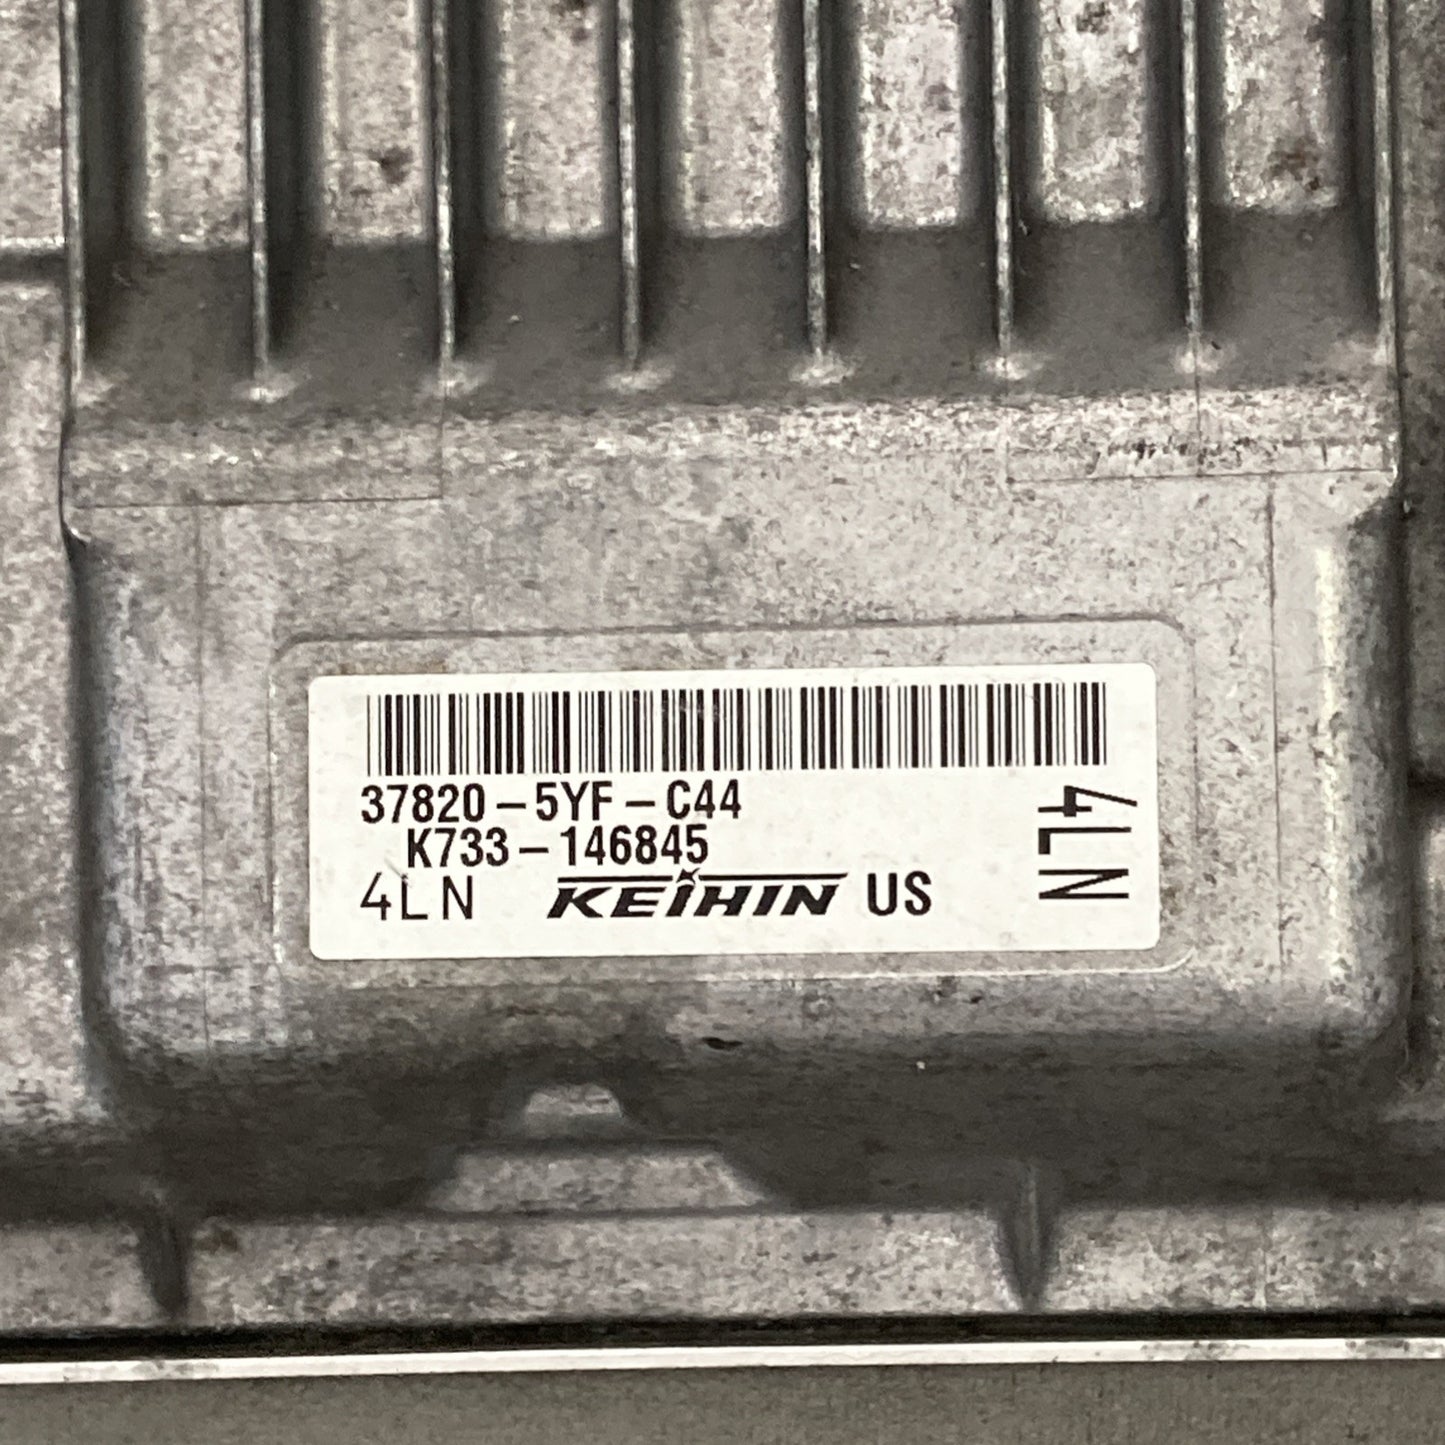 37820-5YF-C44
K733-146845
4LN KEIHIN US
4LN